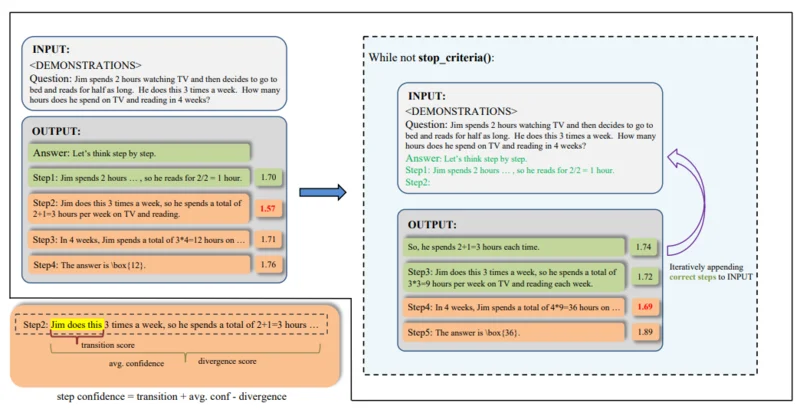 INPUT:
<DEMONSTRATIONS>
Question: Jim spends 2 hours watching TV and then decides to go to
bed and reads for half as long. He does this 3 times a week. How many
hours does he spend on TV and reading in 4 weeks?
OUTPUT:
Answer: Let's think step by step.
Step1: Jim spends 2 hours … , so he reads for 2/2 = 1 hour.
1.70
Step2: Jim does this 3 times a week, so he spends a total of
2+1=3 hours per week on TV and reading.
1.57
Step3: In 4 weeks, Jim spends a total of 3*4=12 hours on …
1.71
Step4: The answer is \box{12}.
1.76
Step2: Jim does this 3 times a week, so he spends a total of 2+1=3 hours …
transition score
avg. confidence
divergence score
step confidence = transition + avg. conf - divergence
While not stop_criteria():
INPUT:
<DEMONSTRATIONS>
Question: Jim spends 2 hours watching TV and then decides to go to
bed and reads for half as long. He does this 3 times a week. How many
hours does he spend on TV and reading in 4 weeks?
Answer: Let's think step by step.
Step1: Jim spends 2 hours … , so he reads for 2/2 = 1 hour.
Step2:
OUTPUT:
So, he spends 2+1=3 hours each time.
1.74
Step3: Jim does this 3 times a week, so he spends a total of
3*3=9 hours per week on TV and reading each week.
1.72
Step4: In 4 weeks, Jim spends a total of 4*9=36 hours on …
1.69
Step5: The answer is \box{36}.
1.89
Iteratively appending
correct steps to INPUT